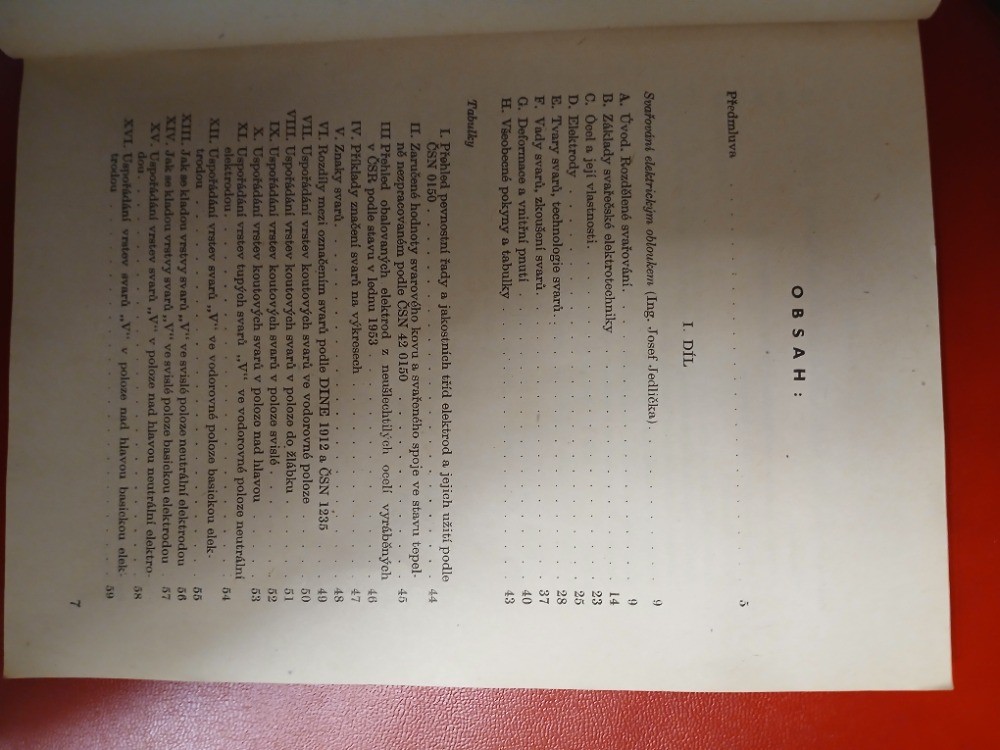 OBSAH:
Předmluva . . . . . . . . . . . . . . . . 5
I. DÍL
Svařování elektrickým obloukem (Ing. Josef Jedlička) . . . . 9
A. Úvod. Rozdělené svařování. . . . . . . . . . . . 9
B. Základy svářečské elektrotechniky . . . . . . . . . 14
C. Ocel a její vlastnosti. . . . . . . . . . . . . 23
D. Elektrody . . . . . . . . . . . . . . . . 25
E. Tvary svarů, technologie svarů. . . . . . . . . . 28
F. Vady svarů, zkoušení svarů. . . . . . . . . . . 37
G. Deformace a vnitřní pnutí . . . . . . . . . . . 40
H. Všeobecné pokyny a tabulky . . . . . . . . . . 43
Tabulky
I. Přehled pevnostní řady a jakostních tříd elektrod a jejich užití podle
ČSN 0150 . . . . . . . . . . . . . . . . 44
II. Zaručené hodnoty svarového kovu a svařeného spoje ve stavu tepel-
ně nezpracovaném podle ČSN 42 0150 . . . . . . . . 45
III Přehled obalovaných elektrod z neušlechtilých ocelí vyráběných
v ČSR podle stavu v lednu 1953 . . . . . . . . . . 46
IV. Příklady značení svarů na výkresech . . . . . . . . 47
V. Znaky svarů. . . . . . . . . . . . . . . . 48
VI. Rozdíly mezi označením svarů podle DINE 1912 a ČSN 1235 49
VII. Uspořádání vrstev koutových svarů ve vodorovné poloze . . 50
VIII. Uspořádání vrstev koutových svarů v poloze do žlábku . . . 51
IX. Uspořádání vrstev koutových svarů v poloze svislé . . . . 52
X. Uspořádání vrstev koutových svarů v poloze nad hlavou . . . 53
XI. Uspořádání vrstev tupých svarů „V" ve vodorovné poloze neutrální
elektrodou. . . . . . . . . . . . . . . . 54
XII. Uspořádání vrstev svarů „V" ve vodorovné poloze basickou elek-
trodou . . . . . . . . . . . . . . . . . 55
XIII. Jak se kladou vrstvy svarů „V" ve svislé poloze neutrální elektrodou 56
XIV. Jak se kladou vrstvy svarů „V" ve svislé poloze basickou elektrodou 57
XV. Uspořádání vrstev svarů „V" v poloze nad hlavou neutrální elektro-
dou. . . . . . . . . . . . . . . . . . 58
XVI. Uspořádání vrstev svarů „V" v poloze nad hlavou basickou elek-
trodou . . . . . . . . . . . . . . . . . 59
7